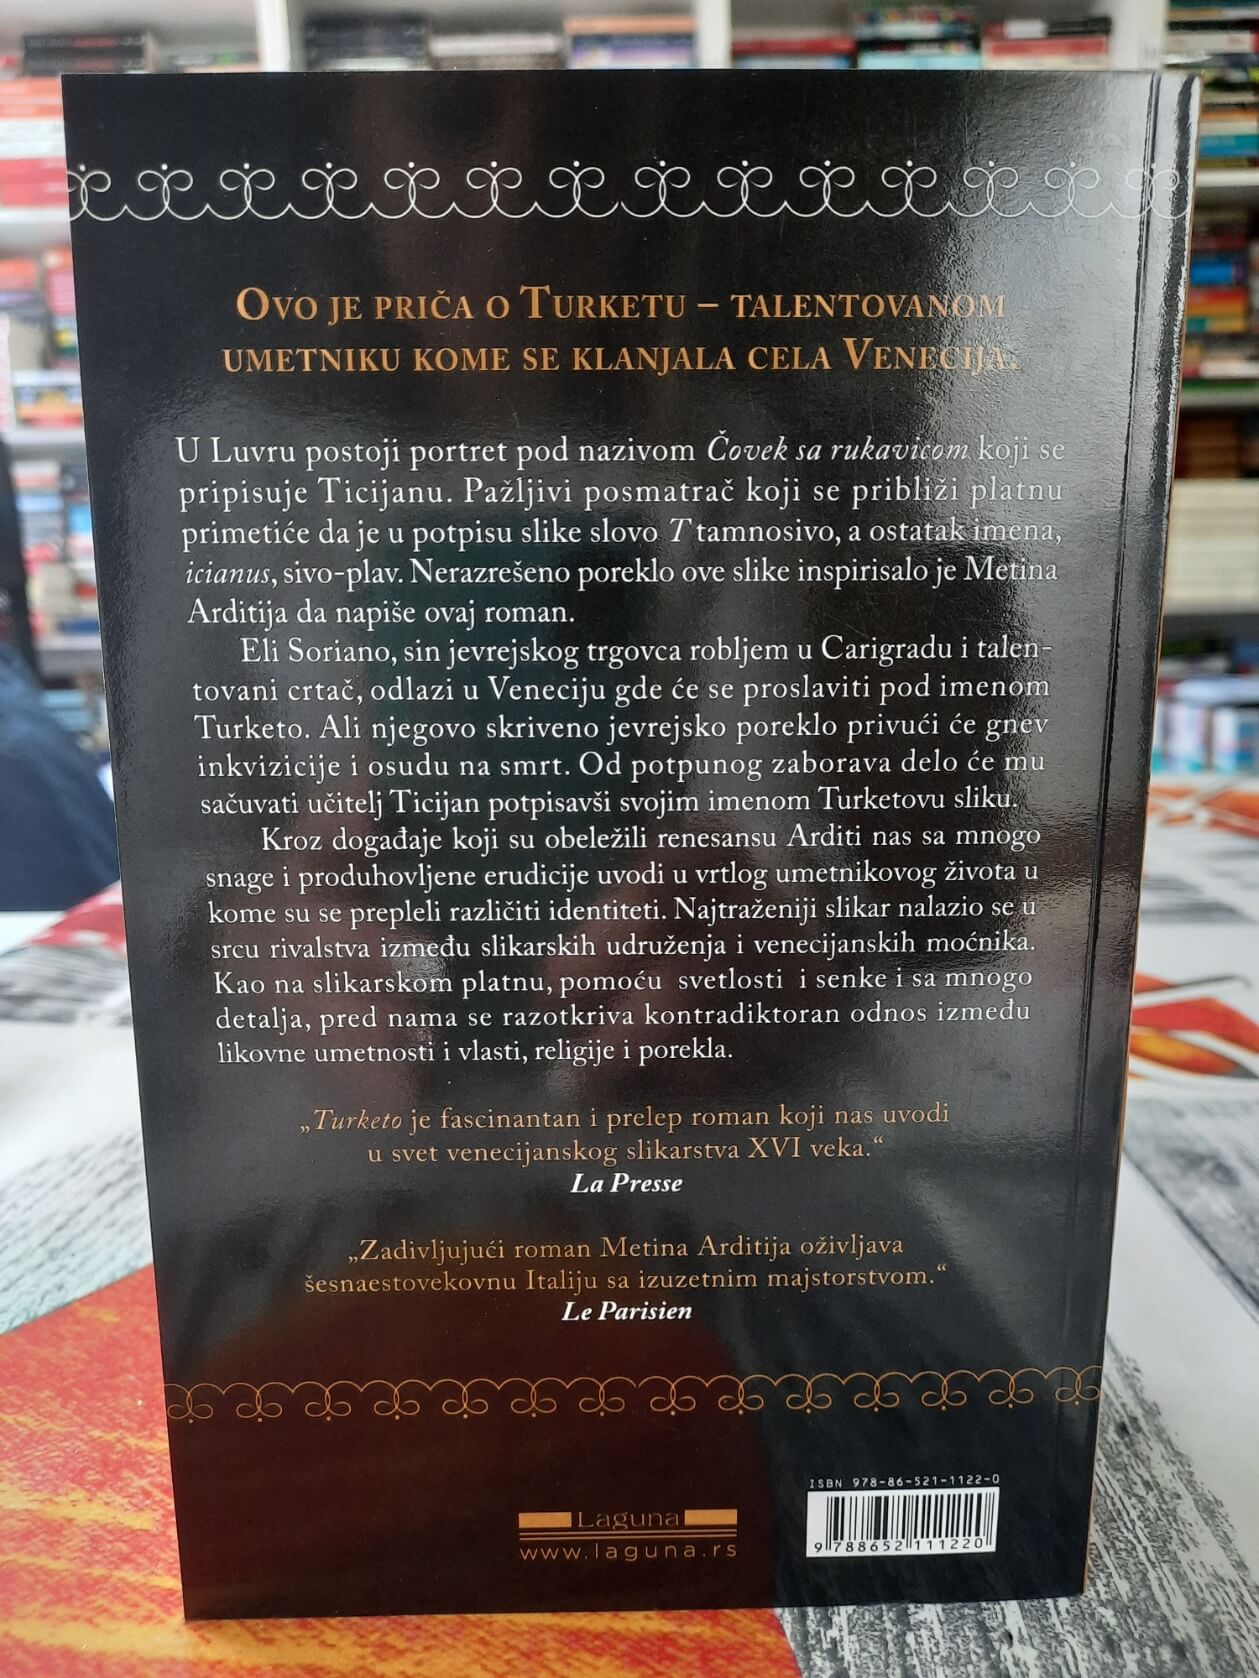 Ovo je priča o Turketu – talentovanom
umetniku kome se klanjala cela Venecija.
U Luvru postoji portret pod nazivom Čovek sa rukavicom koji se
pripisuje Ticijanu. Pažljivi posmatrač koji se približi platnu
primetiće da je u potpisu slike slovo T tamnosivo, a ostatak imena,
icianus, sivo-plav. Nerazrešeno poreklo ove slike inspirisalo je Metina
Arditija da napiše ovaj roman.
Eli Soriano, sin jevrejskog trgovca robljem u Carigradu i talen-
tovani crtač, odlazi u Veneciju gde će se proslaviti pod imenom
Turketo. Ali njegovo skriveno jevrejsko poreklo privući će gnev
inkvizicije i osudu na smrt. Od potpunog zaborava delo će mu
sačuvati učitelj Ticijan potpisavši svojim imenom Turketovu sliku.
Kroz događaje koji su obeležili renesansu Arditi nas sa mnogo
snage i produhovljene erudicije uvodi u vrtlog umetnikovog života u
kome su se prepleli različiti identiteti. Najtraženiji slikar nalazio se u
srcu rivalstva između slikarskih udruženja i venecijanskih moćnika.
Kao na slikarskom platnu, pomoću svetlosti i senke i sa mnogo
detalja, pred nama se razotkriva kontradiktoran odnos između
likovne umetnosti i vlasti, religije i porekla.
„Turketo je fascinantan i prelep roman koji nas uvodi
u svet venecijanskog slikarstva XVI veka.“
La Presse
„Zadivljujući roman Metina Arditija oživljava
šesnaestovekovnu Italiju sa izuzetnim majstorstvom.“
Le Parisien
ISBN 978-86-521-1122-0
Laguna
www.laguna.rs
9 788652 111220